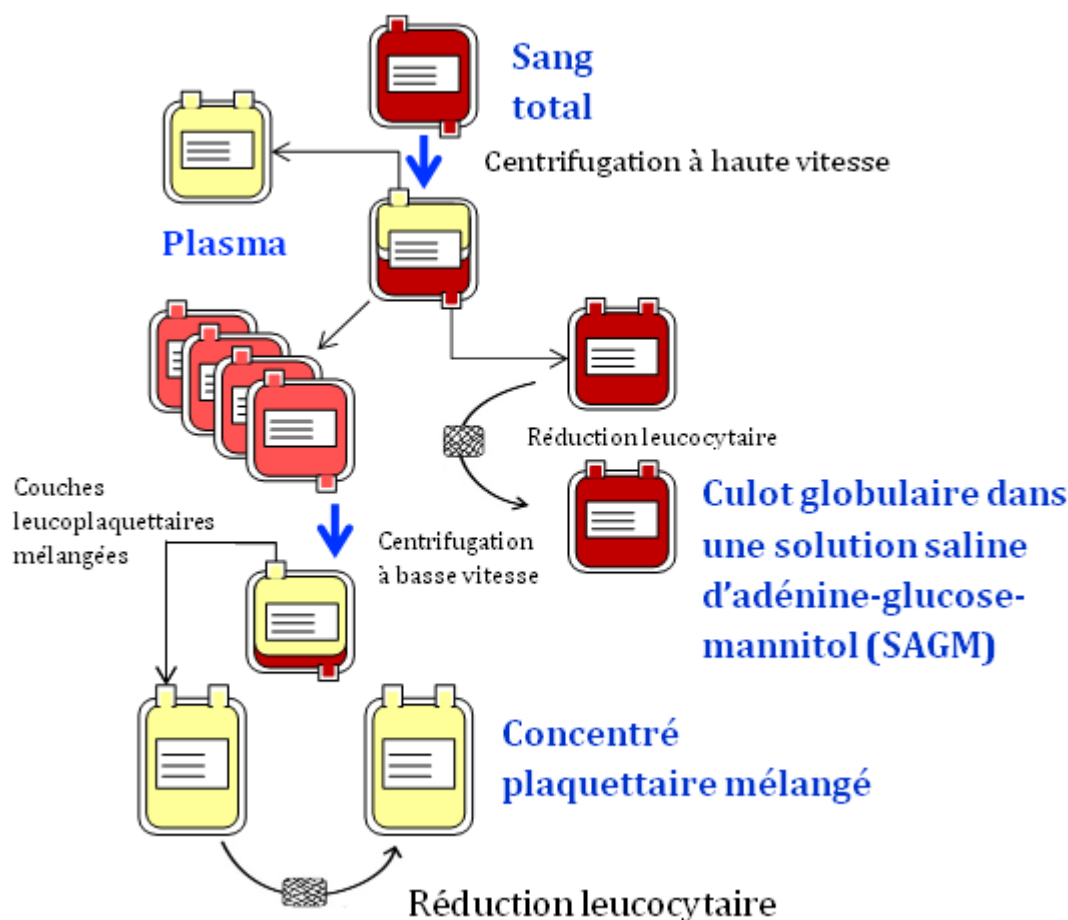 Sang
total
Centrifugation à haute vitesse
Plasma
Réduction leucocytaire
Couches
leucoplaquettaires
mélangées
Centrifugation
à basse vitesse
Culot globulaire dans
une solution saline
d'adénine-glucose-
mannitol (SAGM)
Concentré
plaquettaire mélangé
Réduction leucocytaire